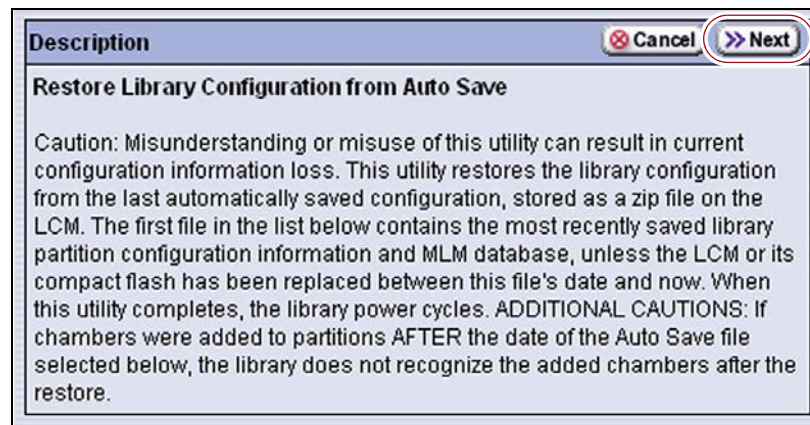 Description Cancel Next
Restore Library Configuration from Auto Save
Caution: Misunderstanding or misuse of this utility can result in current
configuration information loss. This utility restores the library configuration
from the last automatically saved configuration, stored as a zip file on the
LCM. The first file in the list below contains the most recently saved library
partition configuration information and MLM database, unless the LCM or its
compact flash has been replaced between this file's date and now. When
this utility completes, the library power cycles. ADDITIONAL CAUTIONS: If
chambers were added to partitions AFTER the date of the Auto Save file
selected below, the library does not recognize the added chambers after the
restore.